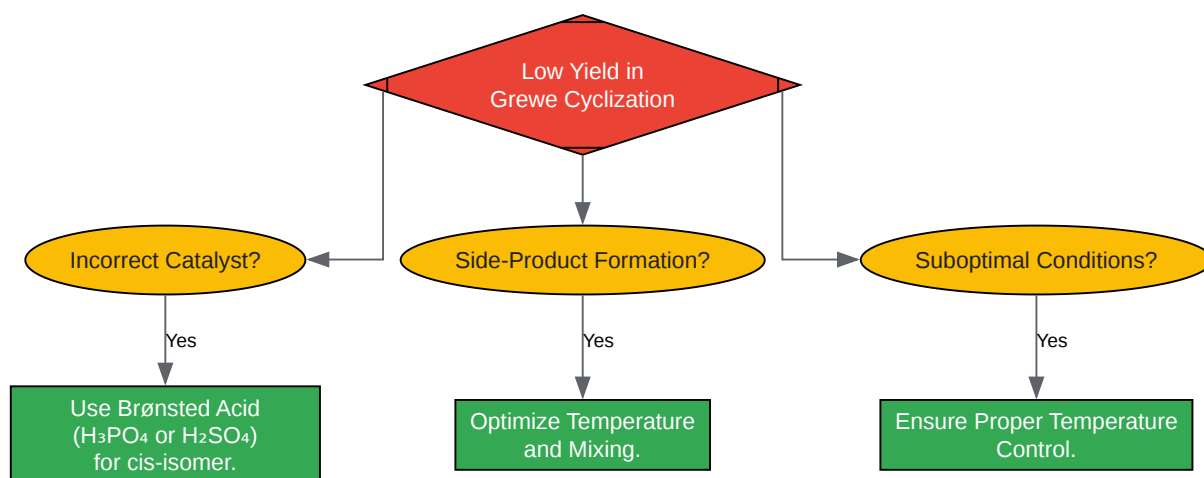 Low Yield in
Grewe Cyclization
Incorrect Catalyst?
Side-Product Formation?
Suboptimal Conditions?
Yes
Yes
Yes
Use Brønsted Acid
(H₃PO₄ or H₂SO₄)
for cis-isomer.
Optimize Temperature
and Mixing.
Ensure Proper Temperature
Control.